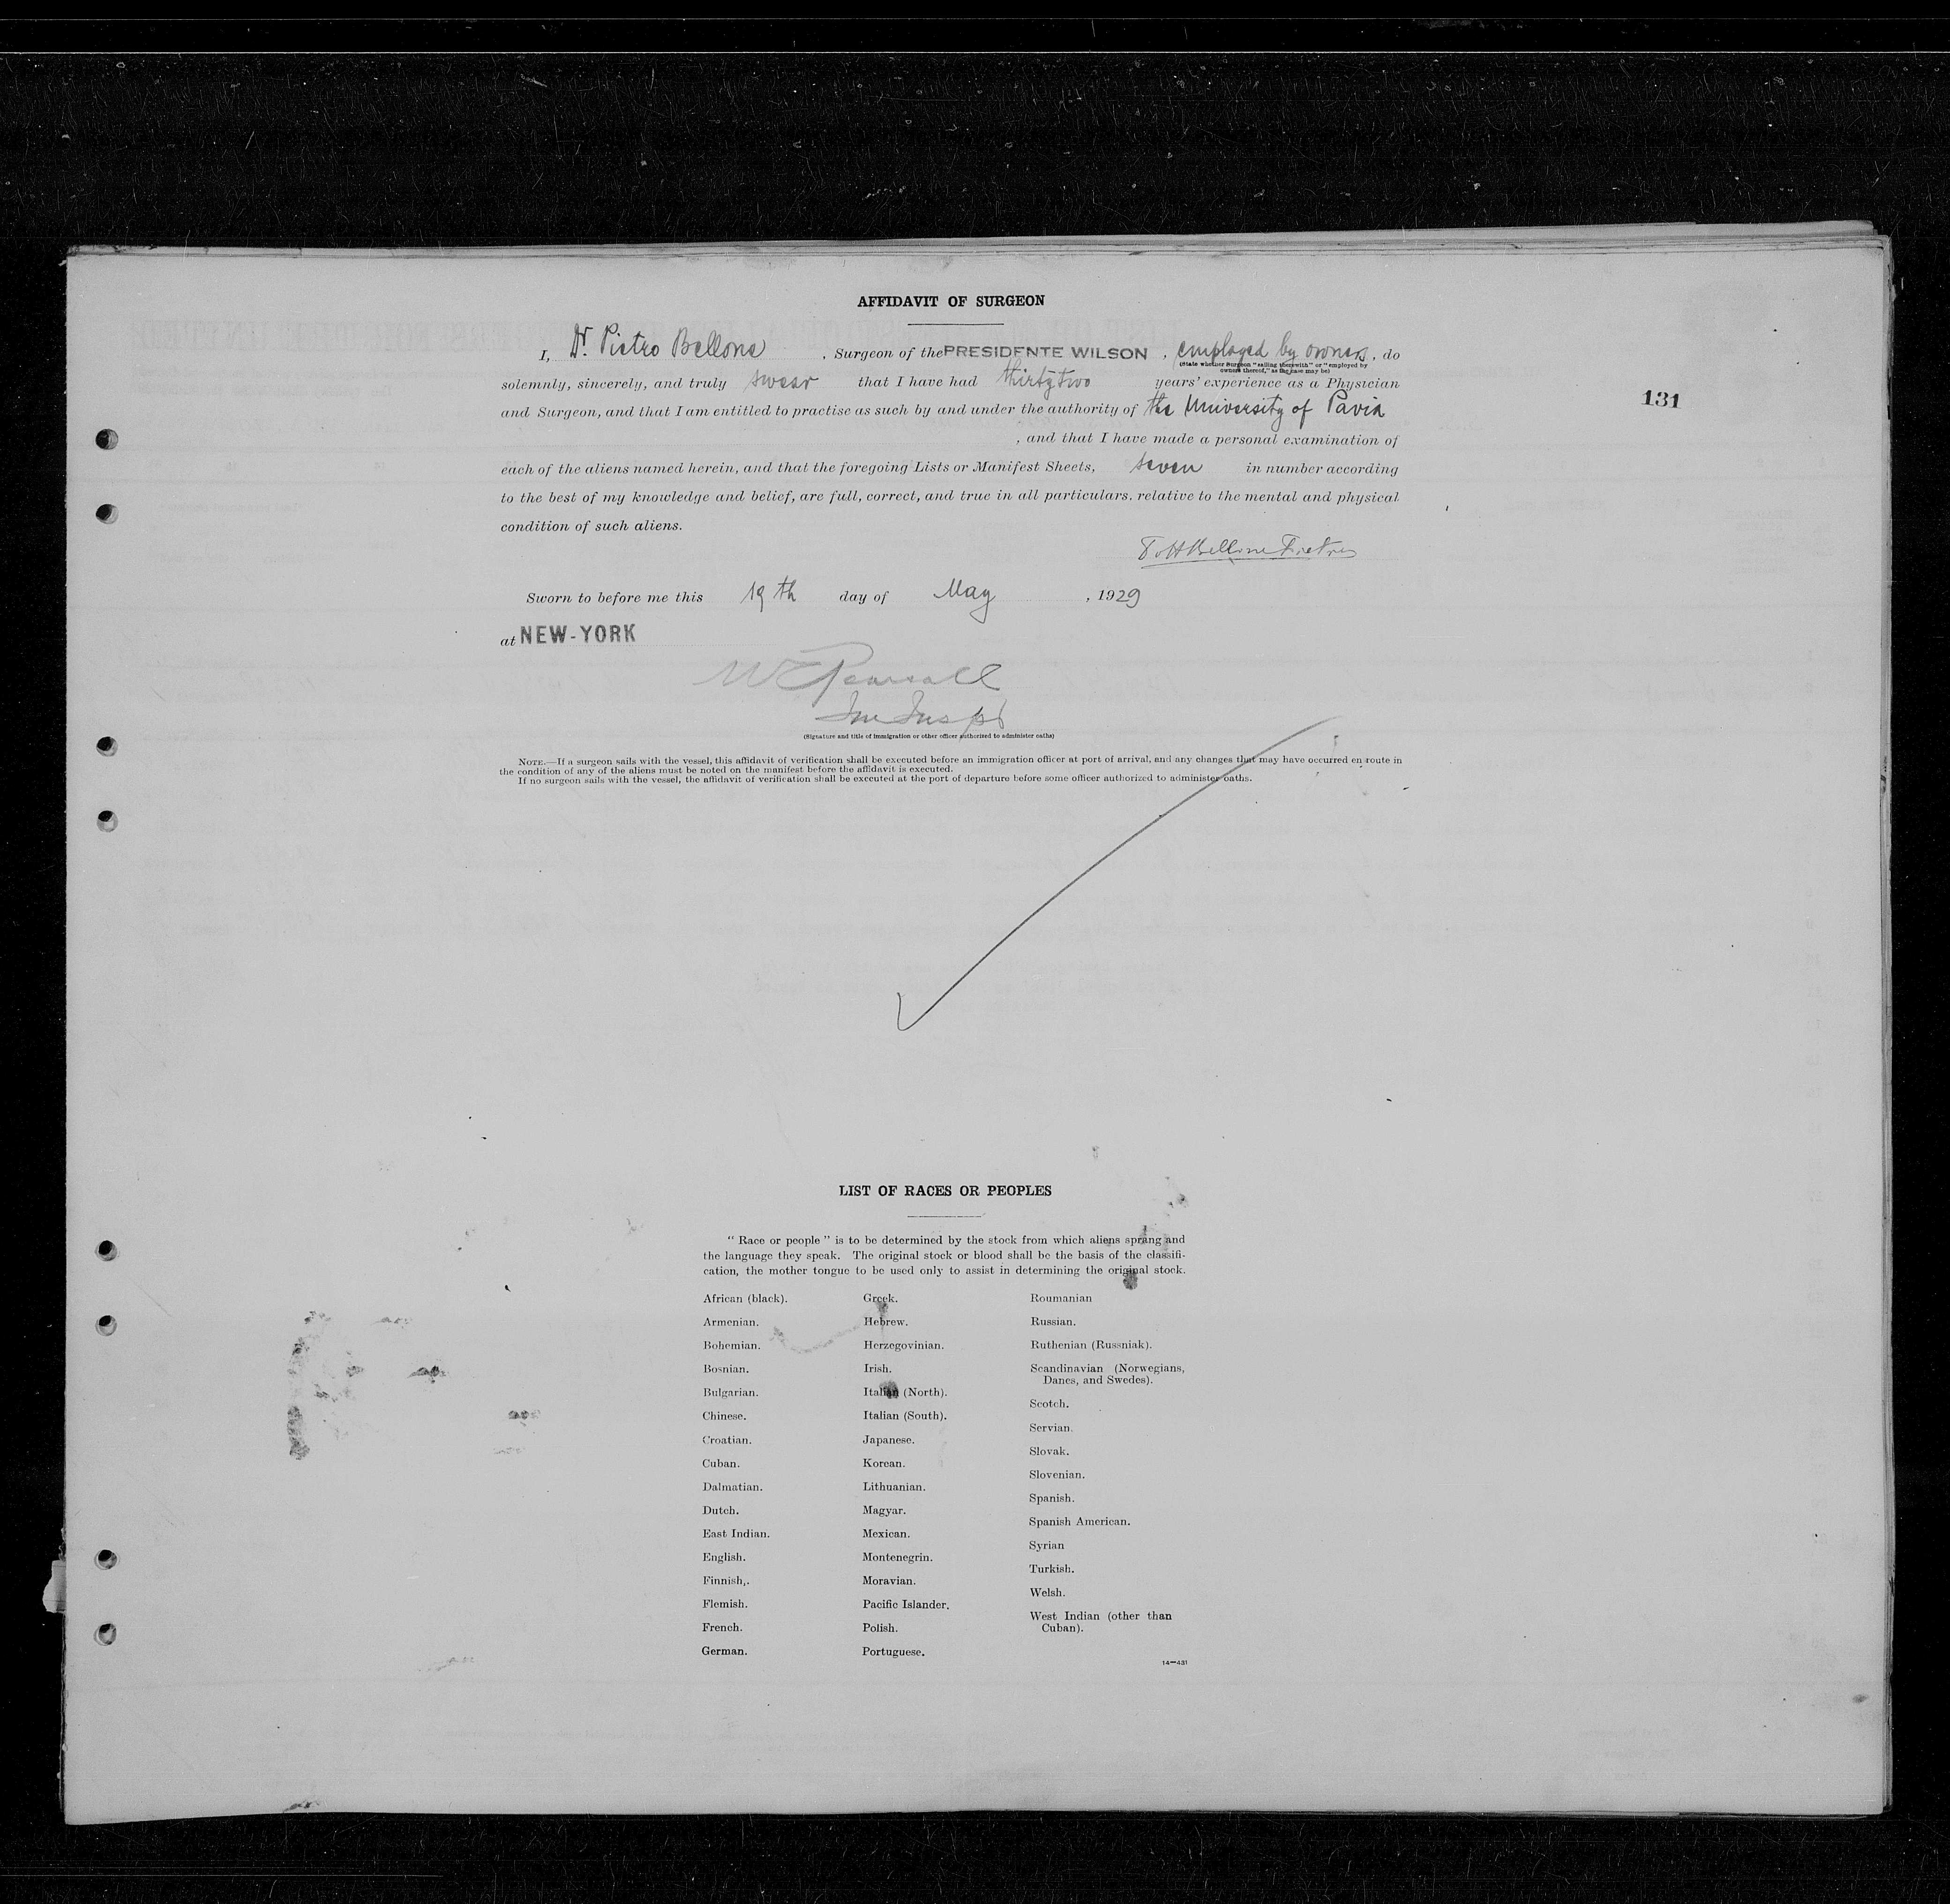 AFFIDAVIT OF SURGEON
I, Dr. Pietro Bellone, Surgeon of the PRESIDENTE WILSON, employed by owners, do
(State whether Surgeon "sailing therewith" or "employed by
owners thereof," as the case may be)
solemnly, sincerely, and truly swear that I have had thirty two years' experience as a Physician
and Surgeon, and that I am entitled to practise as such by and under the authority of the University of Pavia
131
, and that I have made a personal examination of
each of the aliens named herein, and that the foregoing Lists or Manifest Sheets, seven in number according
to the best of my knowledge and belief, are full, correct, and true in all particulars. relative to the mental and physical
condition of such aliens.
Bellone Pietro
Sworn to before me this 19th day of May, 1929
at NEW-YORK
Im Inspt
(Signature and title of immigration or other officer authorized to administer oaths)
NOTE.—If a surgeon sails with the vessel, this affidavit of verification shall be executed before an immigration officer at port of arrival, and any changes that may have occurred en route in
the condition of any of the aliens must be noted on the manifest before the affidavit is executed.
If no surgeon sails with the vessel, the affidavit of verification shall be executed at the port of departure before some officer authorized to administer oaths.
LIST OF RACES OR PEOPLES
"Race or people" is to be determined by the stock from which aliens sprang and
the language they speak. The original stock or blood shall be the basis of the classifi-
cation, the mother tongue to be used only to assist in determining the original stock.
African (black).
Armenian.
Bohemian.
Bosnian.
Bulgarian.
Chinese.
Croatian.
Cuban.
Dalmatian.
Dutch.
East Indian.
English.
Finnish,.
Flemish.
French.
German.
Greek.
Hebrew.
Herzegovinian.
Irish.
Italian (North).
Italian (South).
Japanese.
Korean.
Lithuanian.
Magyar.
Mexican.
Montenegrin.
Moravian.
Pacific Islander.
Polish.
Portuguese.
Roumanian
Russian.
Ruthenian (Russniak).
Scandinavian (Norwegians,
Danes, and Swedes).
Scotch.
Servian.
Slovak.
Slovenian.
Spanish.
Spanish American.
Syrian
Turkish.
Welsh.
West Indian (other than
Cuban).
14—431